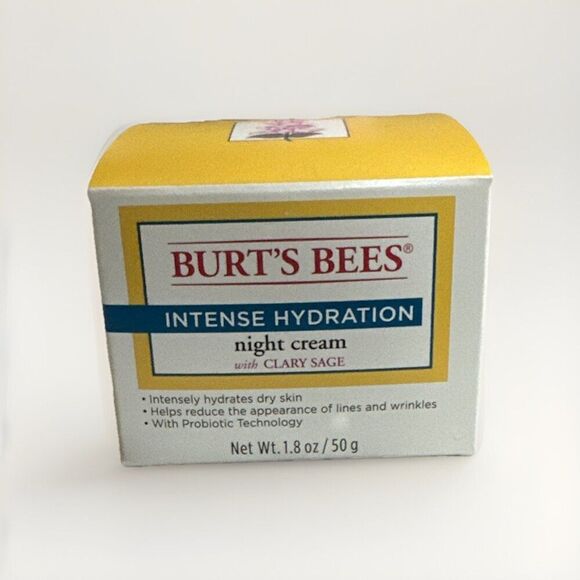 BURT'S BEES®
INTENSE HYDRATION
night cream
with CLARY SAGE
• Intensely hydrates dry skin
• Helps reduce the appearance of lines and wrinkles
• With Probiotic Technology
Net Wt. 1.8 oz / 50 g